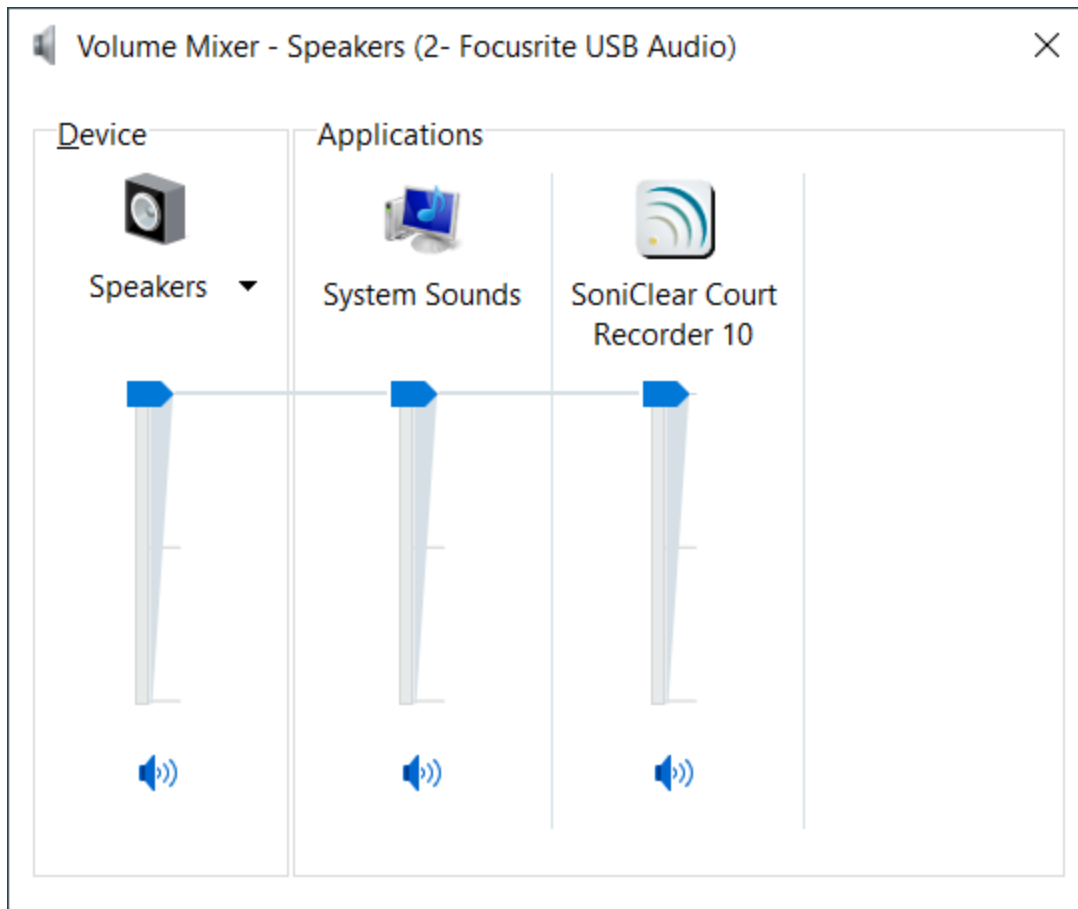 Volume Mixer - Speakers (2- Focusrite USB Audio)
Device
Applications
Speakers
System Sounds
SoniClear Court
Recorder 10